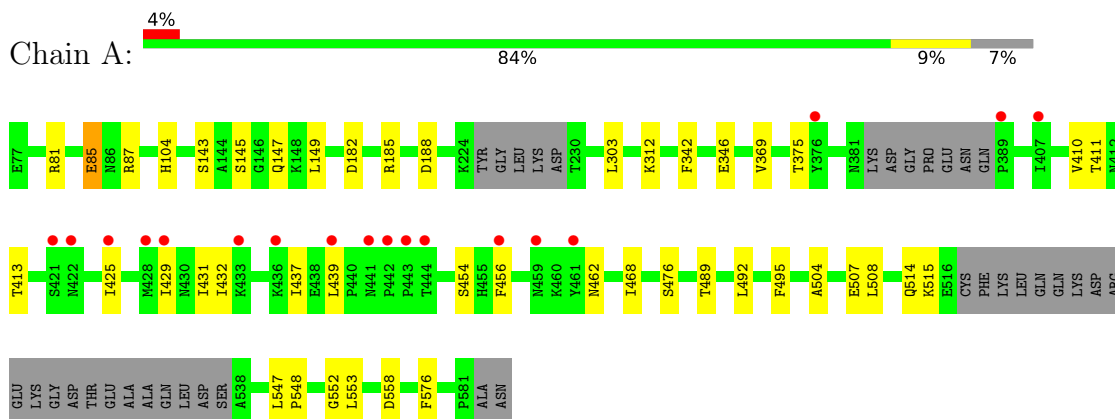 4%
Chain A:
84% 9% 7%
E77 R81 E85 N86 R87 H104 S143 A144 S145 G146 Q147 K148 L149 D182 R185 D188 K224 TYR GLY LEU LYS ASP T230 L303 K312 F342 E346 V369 T375 Y376 N381 LYS ASP GLY PRO GLU ASN GLN P389 I407 V410 T411 N412
T413 S421 N422 I425 M428 I429 N430 I431 I432 K433 K436 I437 E438 L439 P440 N441 P442 P443 T444 S454 H455 F456 N459 K460 Y461 N462 I468 S476 T489 L492 F495 A504 E507 L508 Q514 K515 E516 CYS PHE LYS LEU GLN GLN LYS ASP ARG
GLU LYS GLY ASP THR GLU ALA ALA GLN LEU ASP SER A538 L547 P548 G552 L553 D558 F576 P581 ALA ASN